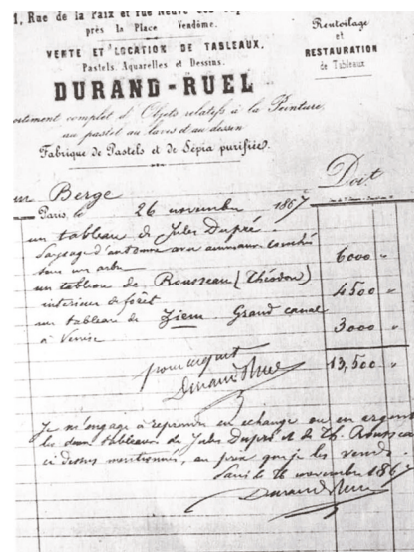 1, Rue de la Paix et rue Neuve des
près la Place Vendôme.
VENTE ET LOCATION DE TABLEAUX,
Pastels, Aquarelles et Dessins.
DURAND-RUEL
Rentoilage
et
RESTAURATION
de Tableaux
ortiment complet d'Objets relatifs à la Peinture,
au pastel au lavis et au dessin
Fabrique de Pastels et de Sépia purifiée.
Doit
ur Berge
Paris, le 26 novembre 1867
un tableau de Jules Dupré.
Paysage d'automne avec animaux couchés
sous un arbre 6000 "
un tableau de Rousseau (Théodore)
intérieur de forêt 4500 "
un tableau de Ziem Grand canal
à Venise 3000 "
13,500 "
pour acquit
Durand Ruel
Je m'engage à reprendre en échange ou en argent
les deux tableaux de Jules Dupré et de Th. Rousseau
ci dessus mentionnés, au prix que je les vends.
Paris le 26 novembre 1867
Durand Ruel